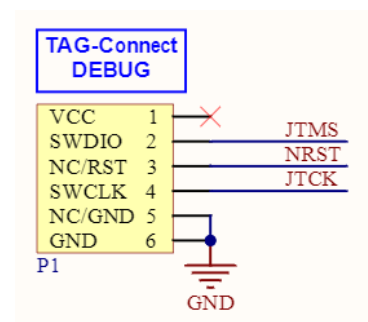 TAG-Connect
DEBUG
VCC 1
SWDIO 2 JTMS
NC/RST 3 NRST
SWCLK 4 JTCK
NC/GND 5
GND 6
P1
GND